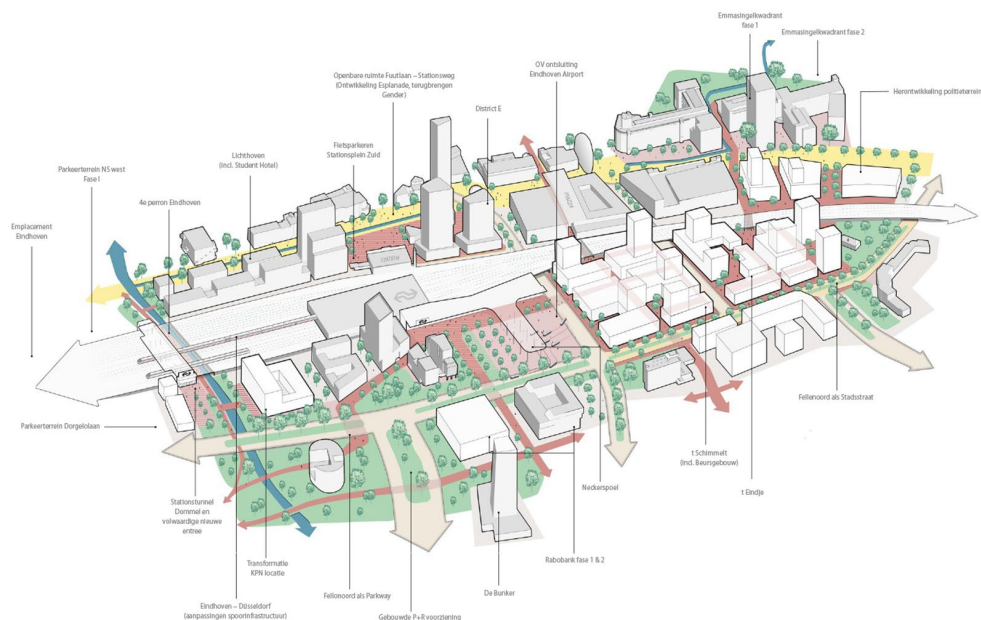 Emmasingelkwadrant
fase 1
Emmasingelkwadrant fase 2
OV ontsluiting
Eindhoven Airport
Openbare ruimte Fuutlaan – Stationsweg
(Ontwikkeling Esplanade, terugbrengen
Gender)
Herontwikkeling politieterrein
District E
Fietsparkeren
Stationsplein Zuid
Lichthoven
(incl. Student Hotel)
Parkeerterrein NS west
Fase I
4e perron Eindhoven
Emplacement
Eindhoven
Parkeerterrein Dorgelolaan
Fellenoord als Stadsstraat
t Schimmelt
(incl. Beursgebouw)
t Eindje
Neckerspoel
Stationstunnel
Dommel en
volwaardige nieuwe
entree
Rabobank fase 1 & 2
Transformatie
KPN locatie
De Bunker
Fellonoord als Parkway
Eindhoven – Düsseldorf
(aanpassingen spoorinfrastructuur)
Gebouwde P+R voorziening